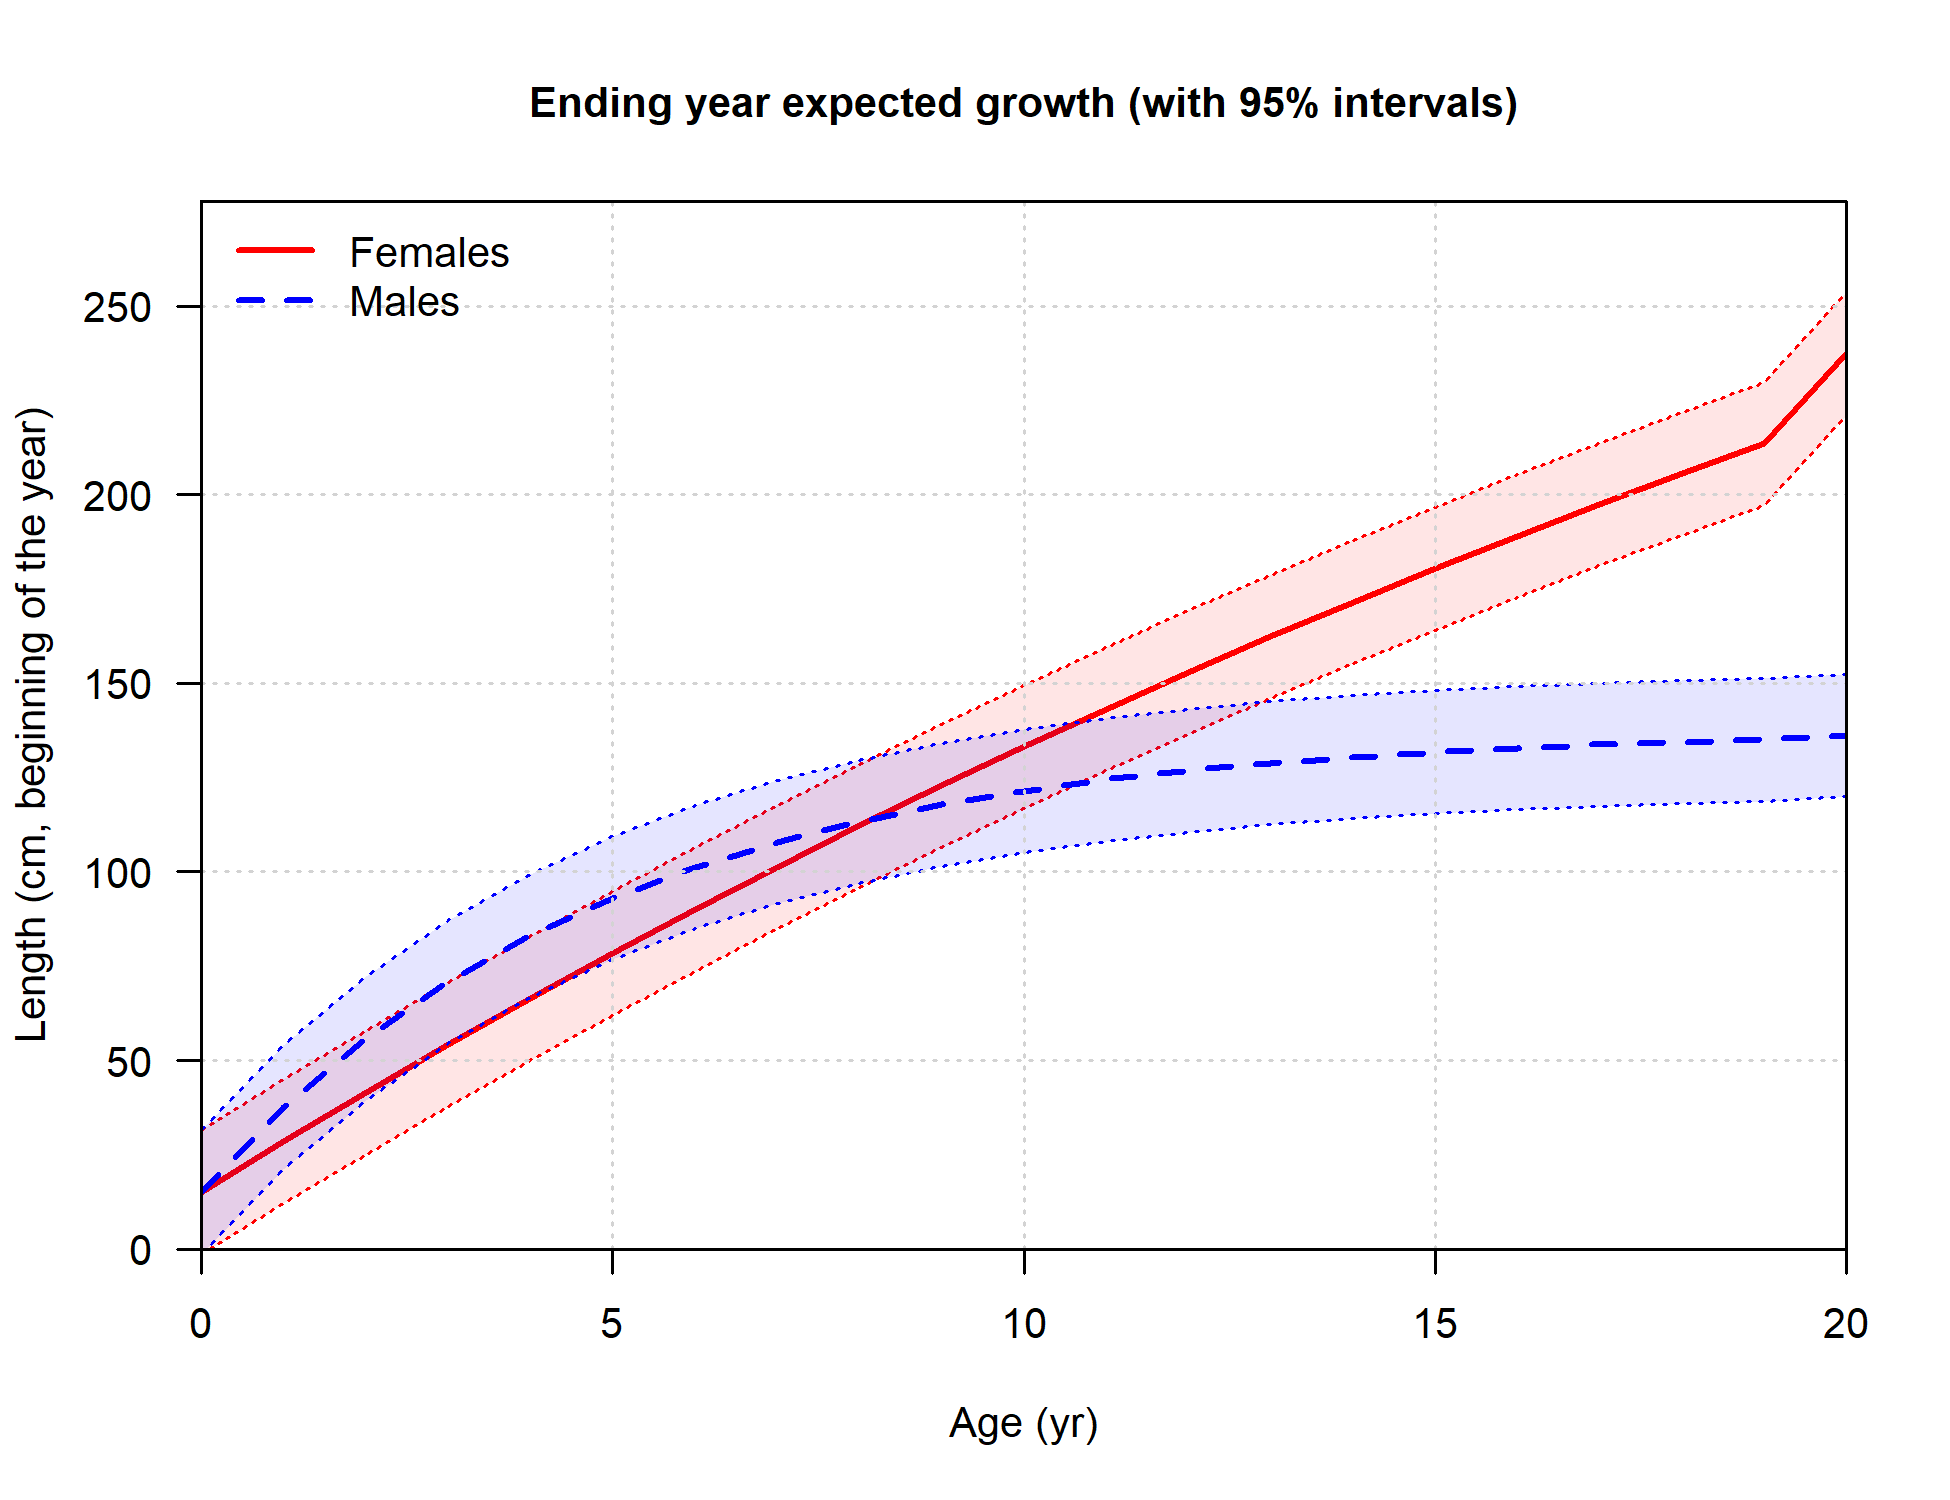 Ending year expected growth (with 95% intervals)
Females
Males
250
200
150
100
50
0
Length (cm, beginning of the year)
0 5 10 15 20
Age (yr)